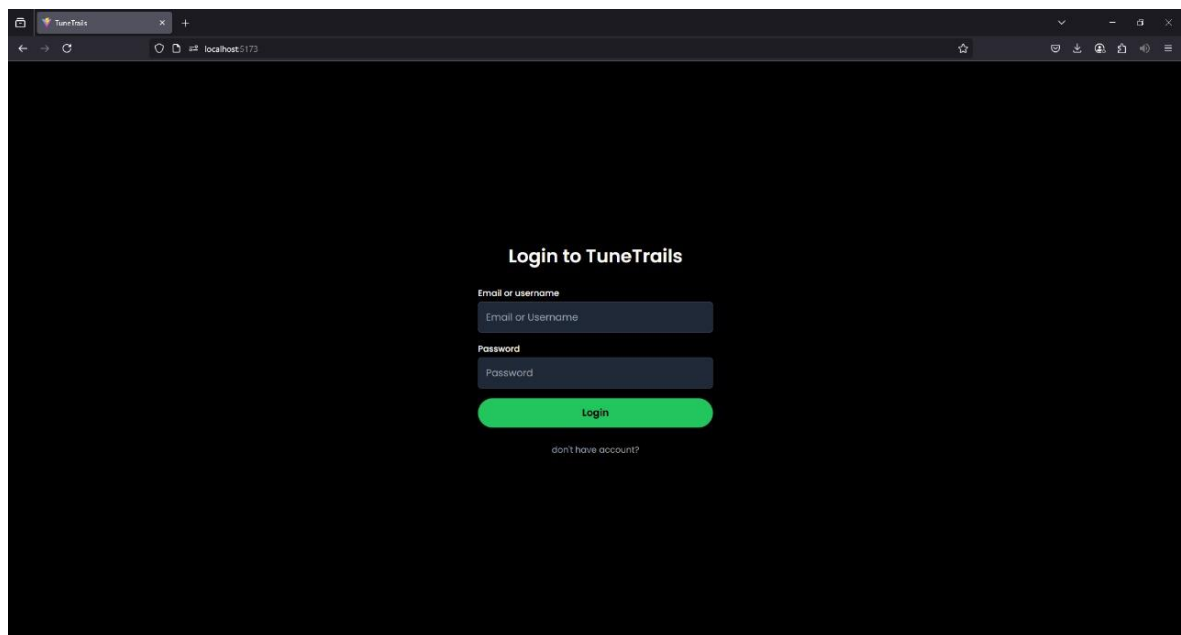 TuneTrails
localhost:5173
Login to TuneTrails
Email or username
Email or Username
Password
Password
Login
don't have account?